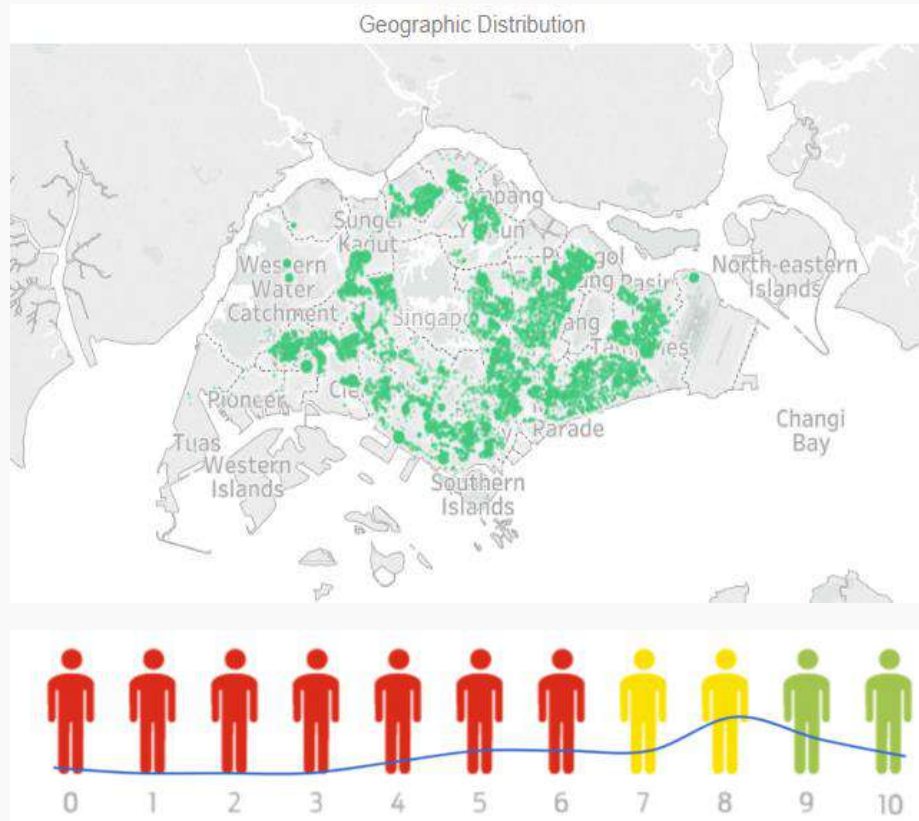 Geographic Distribution
Sungei
Kadut
Western
Water
Catchment
North-eastern
Islands
Singapo
Pioneer
Tuas
Western
Islands
Parade
Changi
Bay
Southern
Islands
0 1 2 3 4 5 6 7 8 9 10